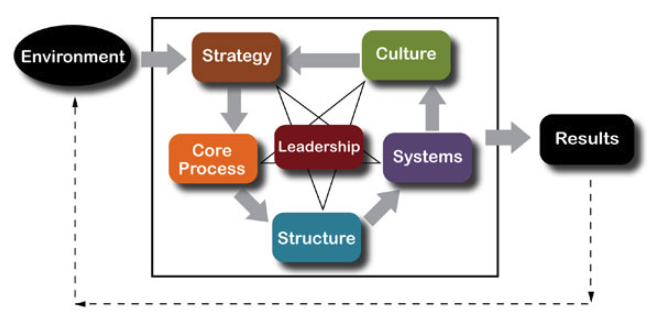 Environment
Strategy
Culture
Core
Process
Leadership
Systems
Results
Structure